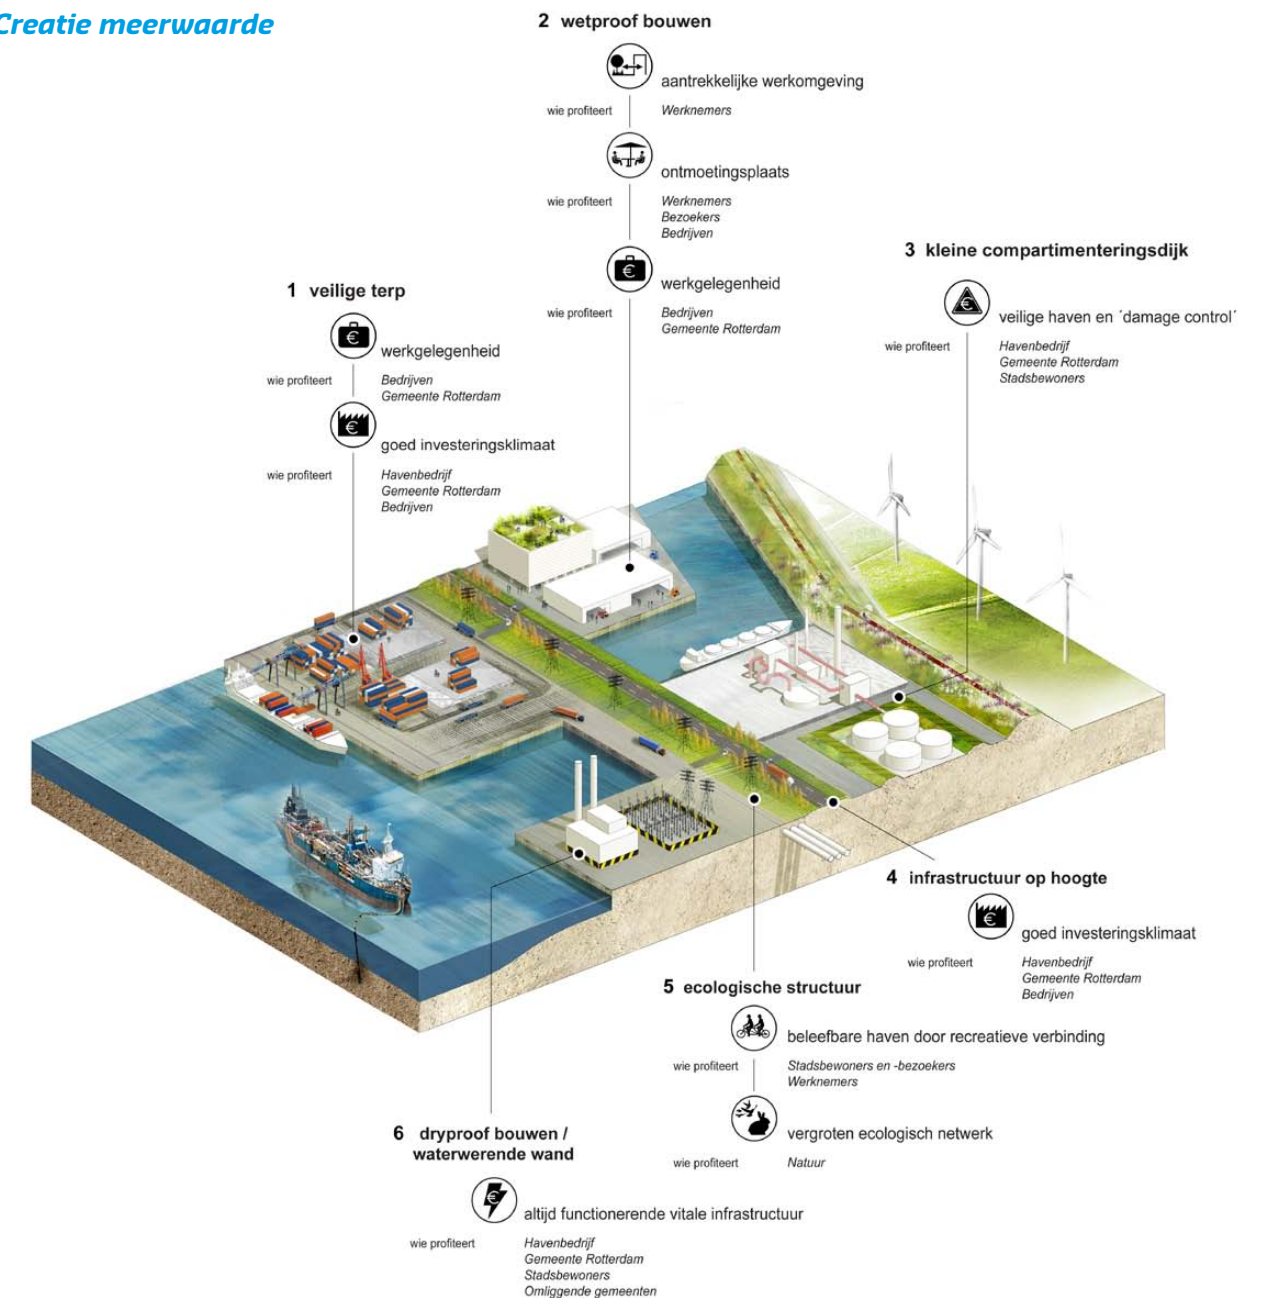 Creatie meerwaarde
2 wetproof bouwen
aantrekkelijke werkomgeving
wie profiteert Werknemers
ontmoetingsplaats
wie profiteert Werknemers
Bezoekers
Bedrijven
werkgelegenheid
wie profiteert Bedrijven
Gemeente Rotterdam
3 kleine compartimenteringsdijk
veilige haven en ´damage control´
wie profiteert Havenbedrijf
Gemeente Rotterdam
Stadsbewoners
1 veilige terp
werkgelegenheid
wie profiteert Bedrijven
Gemeente Rotterdam
goed investeringsklimaat
wie profiteert Havenbedrijf
Gemeente Rotterdam
Bedrijven
4 infrastructuur op hoogte
goed investeringsklimaat
wie profiteert Havenbedrijf
Gemeente Rotterdam
Bedrijven
5 ecologische structuur
beleefbare haven door recreatieve verbinding
wie profiteert Stadsbewoners en -bezoekers
Werknemers
vergroten ecologisch netwerk
wie profiteert Natuur
6 dryproof bouwen /
waterwerende wand
altijd functionerende vitale infrastructuur
wie profiteert Havenbedrijf
Gemeente Rotterdam
Stadsbewoners
Omliggende gemeenten